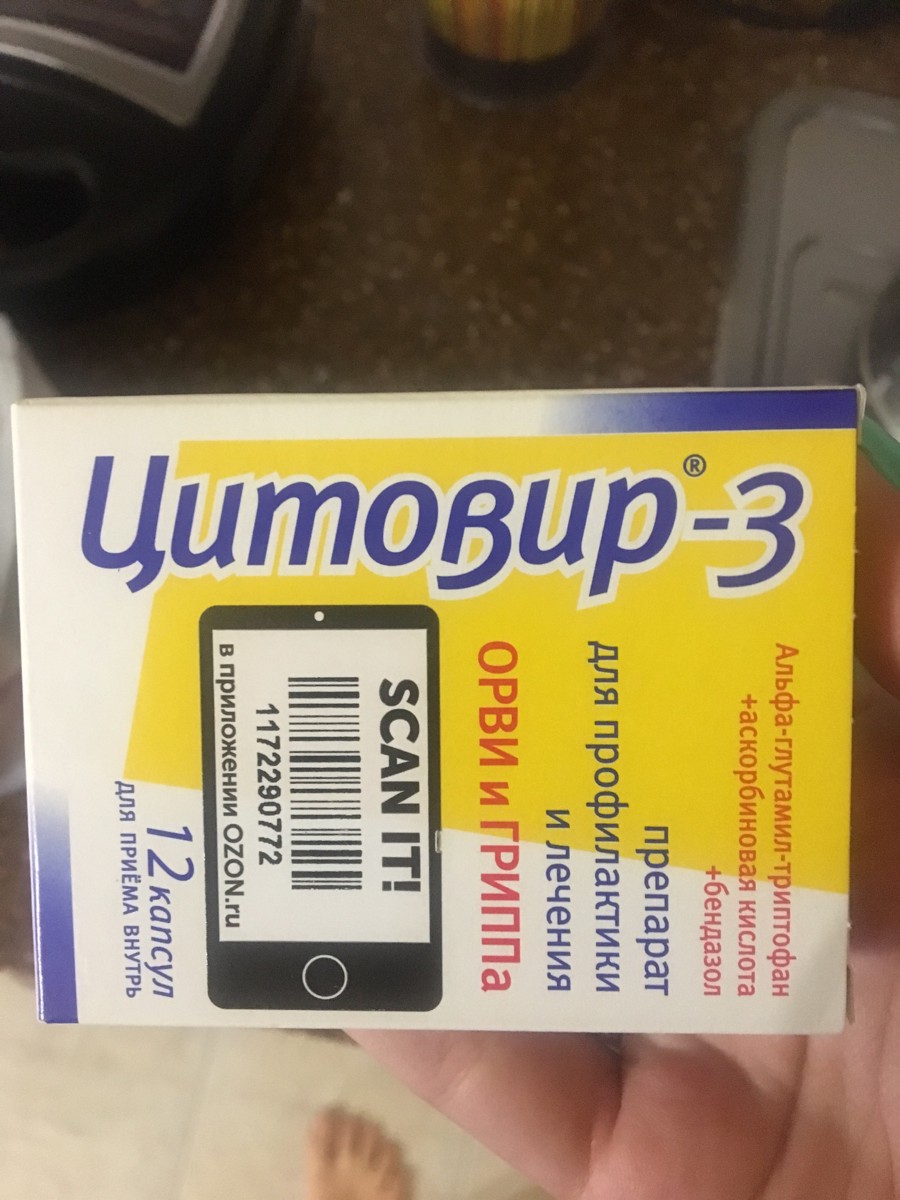 Цитовир®-3
Альфа-глутамил-триптофан
+аскорбиновая кислота
+бендазол
препарат
для профилактики
и лечения
ОРВИ и ГРИППа
SCAN IT!
1172290772
в приложении OZON.ru
12 капсул
для приёма внутрь